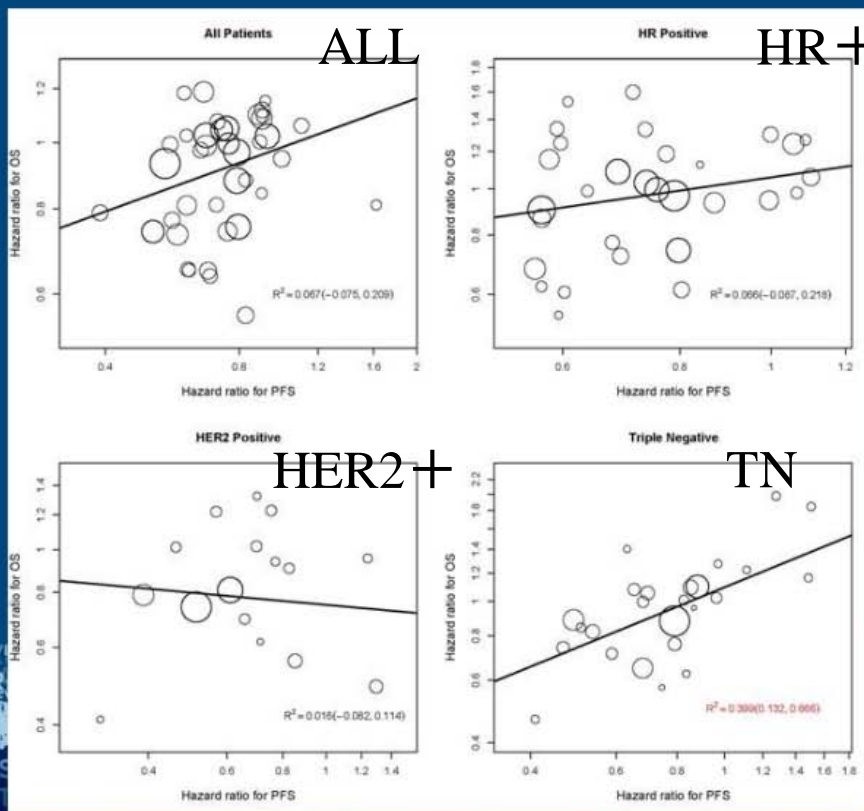 All Patients
ALL
Hazard ratio for OS
1.2
1
0.8
0.6
R² = 0.067(−0.075, 0.209)
0.4
0.8
1.2
1.6
2
Hazard ratio for PFS
HR Positive
HR+
Hazard ratio for OS
1.8
1.6
1.4
1.2
1
0.8
0.6
R² = 0.066(−0.087, 0.218)
0.6
0.8
1
1.2
Hazard ratio for PFS
HER2 Positive
HER2+
Hazard ratio for OS
1.4
1.2
1
0.8
0.6
0.4
R² = 0.016(−0.082, 0.114)
0.4
0.6
0.8
1
1.2
1.4
Hazard ratio for PFS
Triple Negative
TN
Hazard ratio for OS
2.2
1.8
1.4
1.2
1
0.8
0.6
0.4
R² = 0.399(0.132, 0.666)
0.4
0.6
0.8
1
1.2
1.4
1.6
1.8
Hazard ratio for PFS